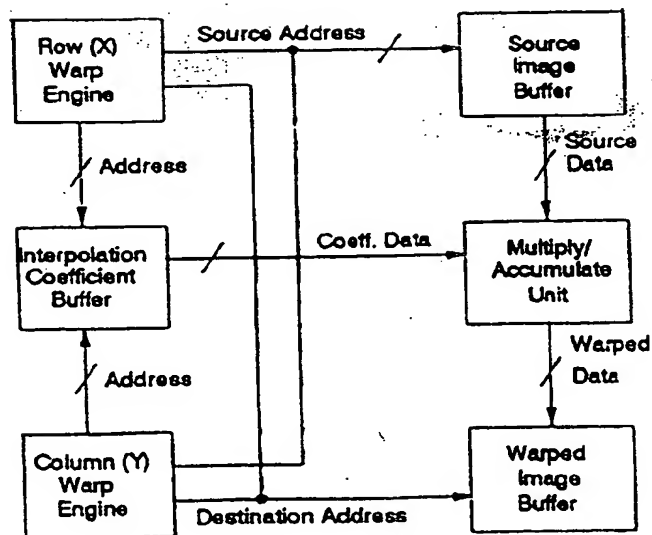 Row (X)
Warp
Engine
Source Address
Source
Image
Buffer
Address
Source
Data
Interpolation
Coefficient
Buffer
Coeff. Data
Multiply/
Accumulate
Unit
Address
Warped
Data
Column (Y)
Warp
Engine
Destination Address
Warped
Image
Buffer